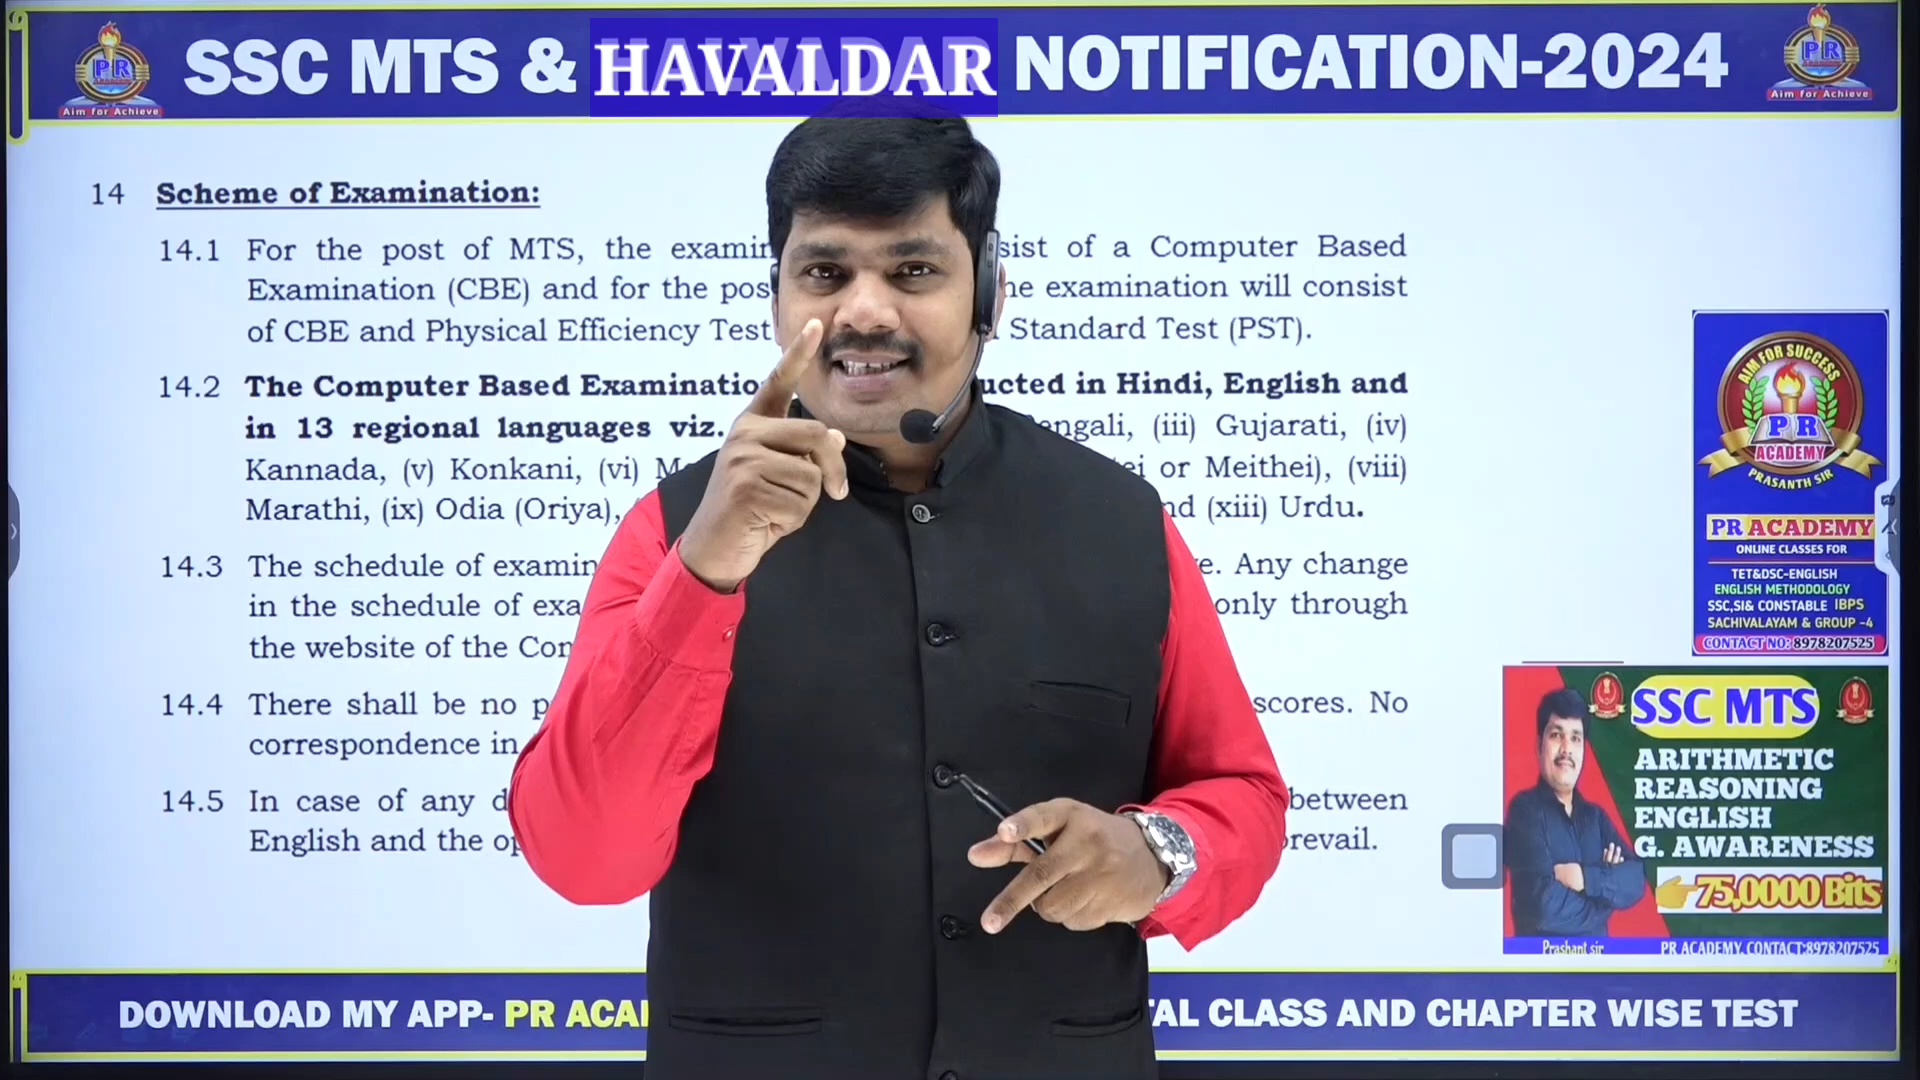 SSC MTS & HAVALDAR NOTIFICATION-2024
PR
Aim for Achieve
PR
Aim for Achieve
14 Scheme of Examination:
14.1 For the post of MTS, the examin sist of a Computer Based
Examination (CBE) and for the pos he examination will consist
of CBE and Physical Efficiency Test Standard Test (PST).
14.2 The Computer Based Examinatio ucted in Hindi, English and
in 13 regional languages viz. engali, (iii) Gujarati, (iv)
Kannada, (v) Konkani, (vi) M ei or Meithei), (viii)
Marathi, (ix) Odia (Oriya), nd (xiii) Urdu.
14.3 The schedule of examin e. Any change
in the schedule of exa only through
the website of the Con
14.4 There shall be no p scores. No
correspondence in
14.5 In case of any d between
English and the op revail.
AIM FOR SUCCESS
PR
ACADEMY
PRASANTH SIR
PR ACADEMY
ONLINE CLASSES FOR
TET&DSC-ENGLISH
ENGLISH METHODOLOGY
SSC,SI& CONSTABLE IBPS
SACHIVALAYAM & GROUP -4
CONTACT NO: 8978207525
SSC MTS
ARITHMETIC
REASONING
ENGLISH
G. AWARENESS
75,0000 Bits
Prashant sir PR ACADEMY, CONTACT:8978207525
DOWNLOAD MY APP- PR ACA TAL CLASS AND CHAPTER WISE TEST